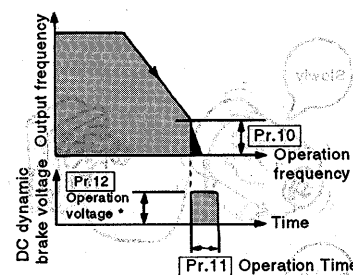 Output frequency
Pr.10
Operation
frequency
DC dynamic
brake voltage
Pr.12
Operation
voltage *
Time
Pr.11 Operation Time